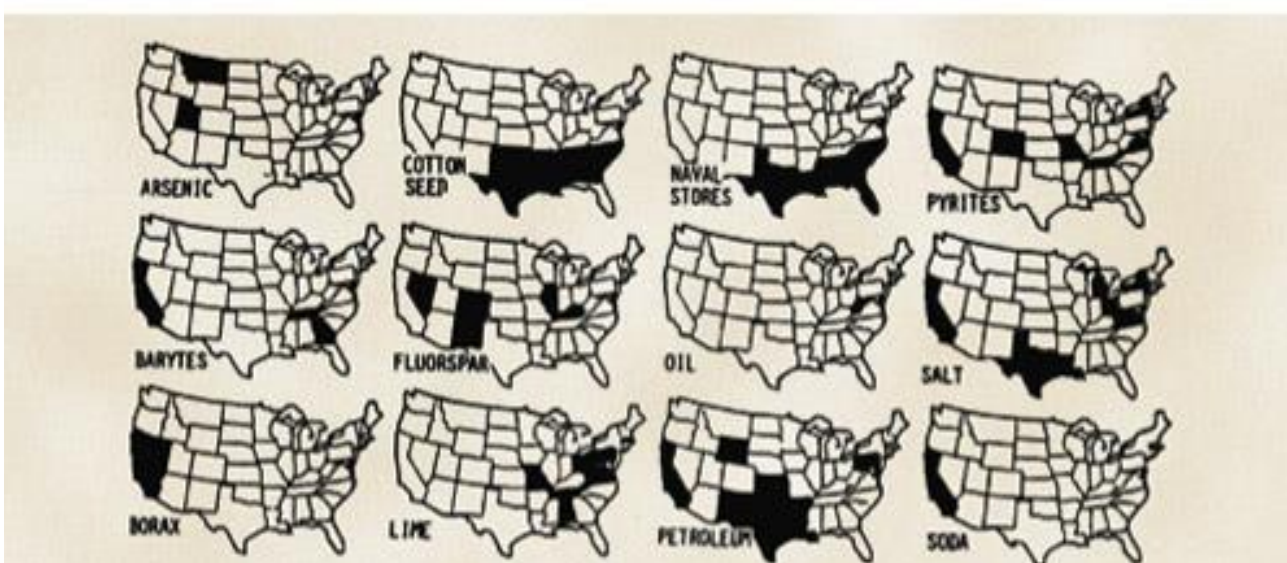 ARSENIC
COTTON
SEED
NAVAL
STORES
PYRITES
BARYTES
FLUORSPAR
OIL
SALT
BORAX
LIME
PETROLEUM
SODA